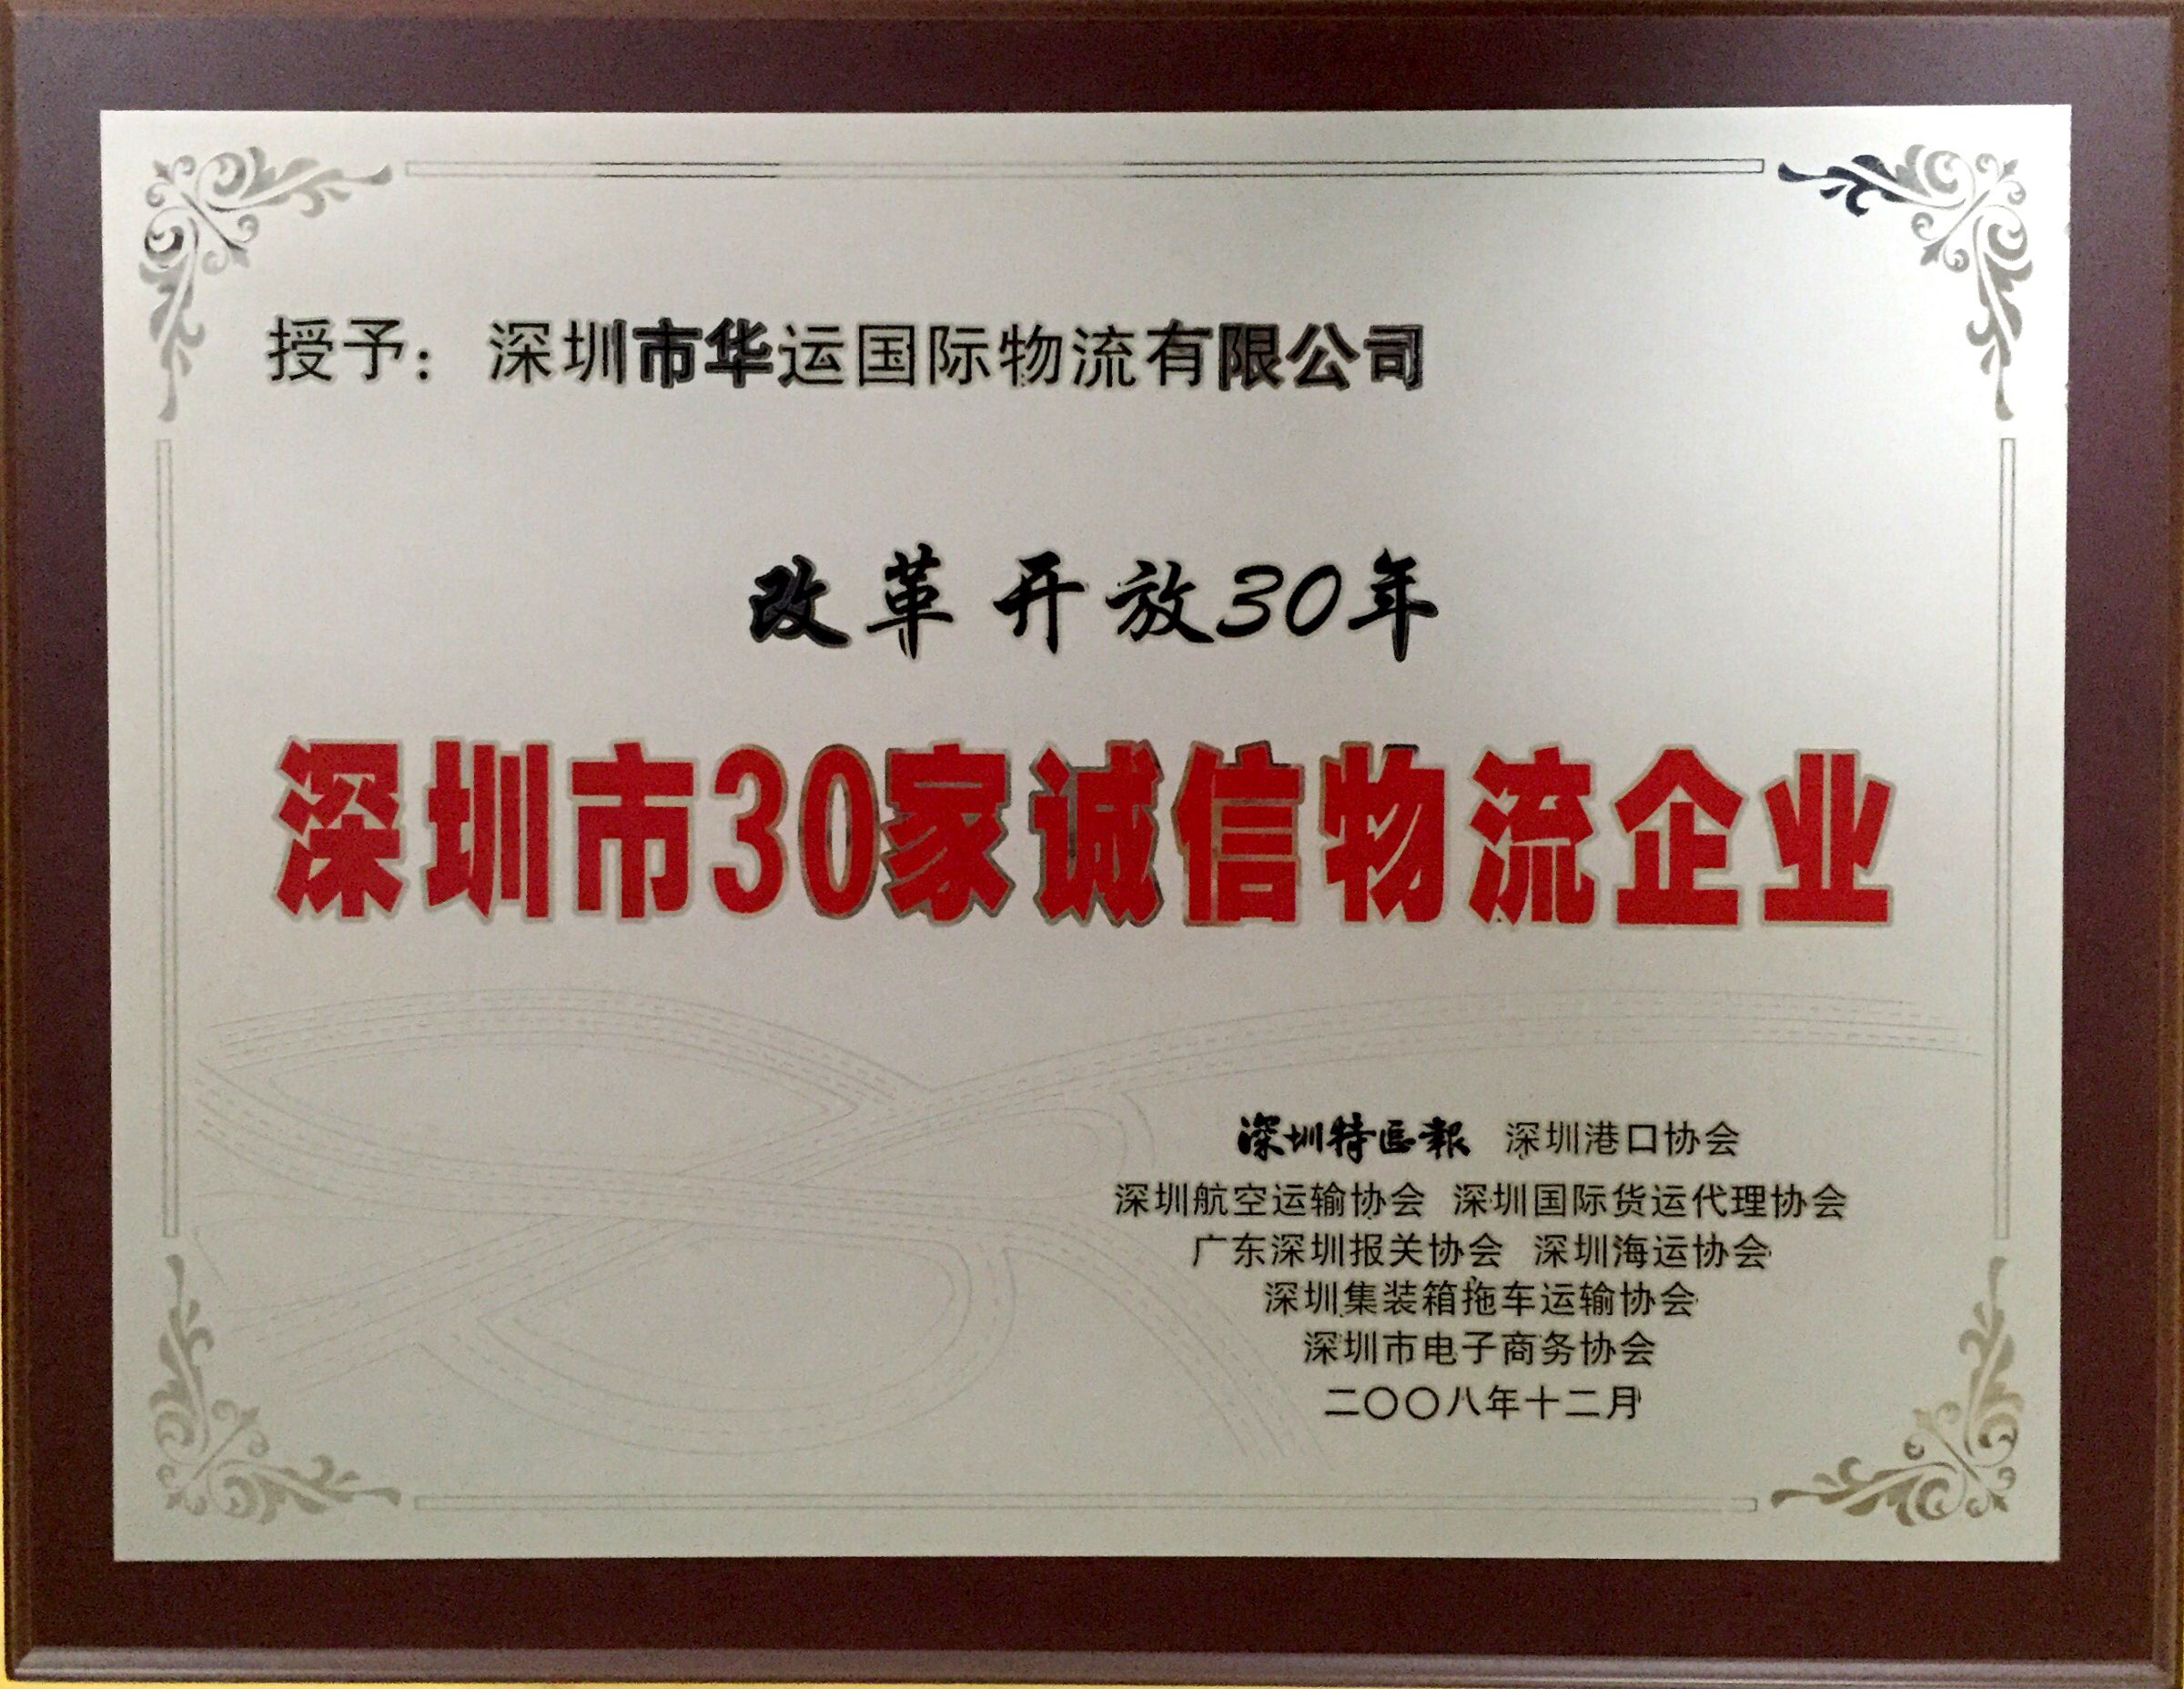 授予：深圳市华运国际物流有限公司
改革开放30年
深圳市30家诚信物流企业
深圳特區報 深圳港口协会
深圳航空运输协会 深圳国际货运代理协会
广东深圳报关协会 深圳海运协会
深圳集装箱拖车运输协会
深圳市电子商务协会
二〇〇八年十二月